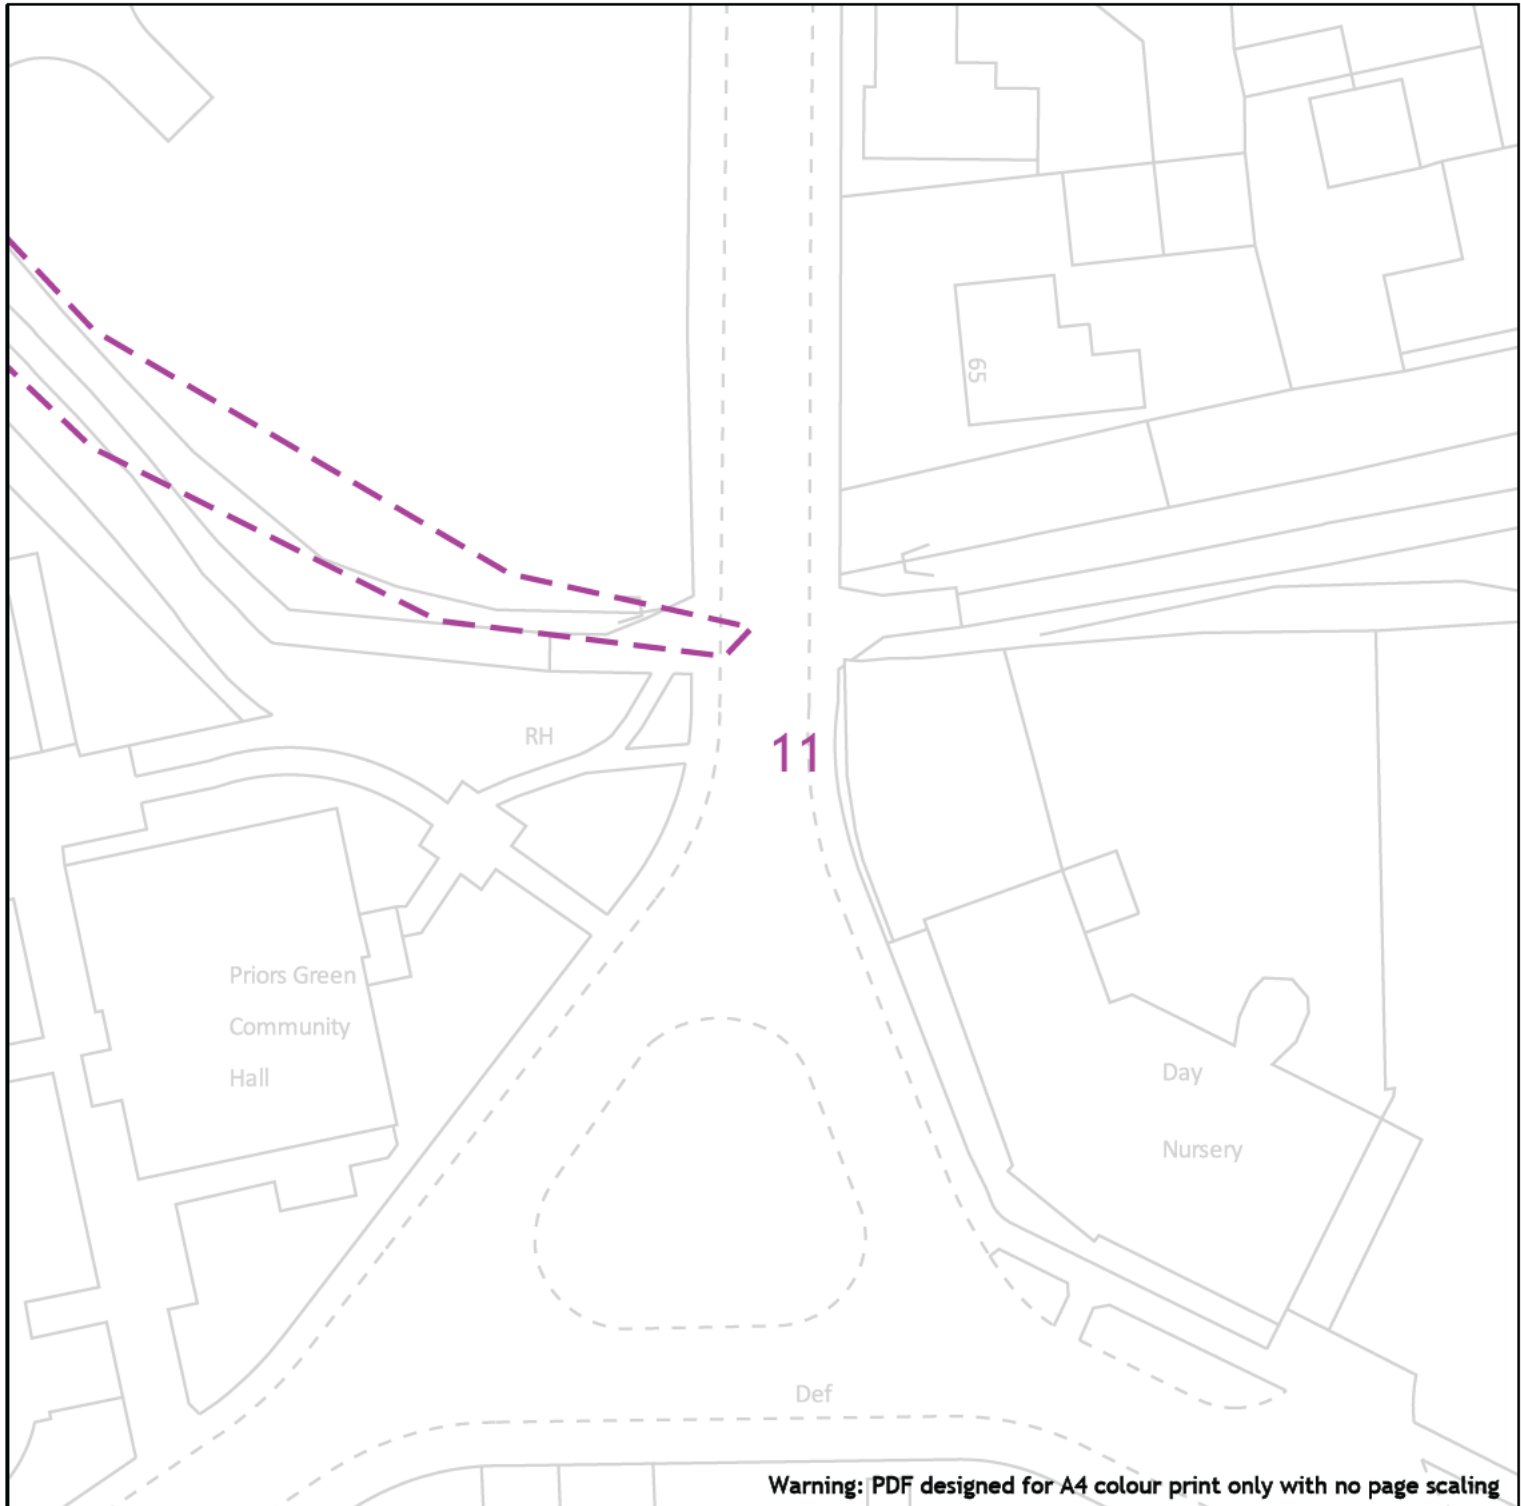 65
RH
11
Priors Green
Community
Hall
Day
Nursery
Def
Warning: PDF designed for A4 colour print only with no page scaling